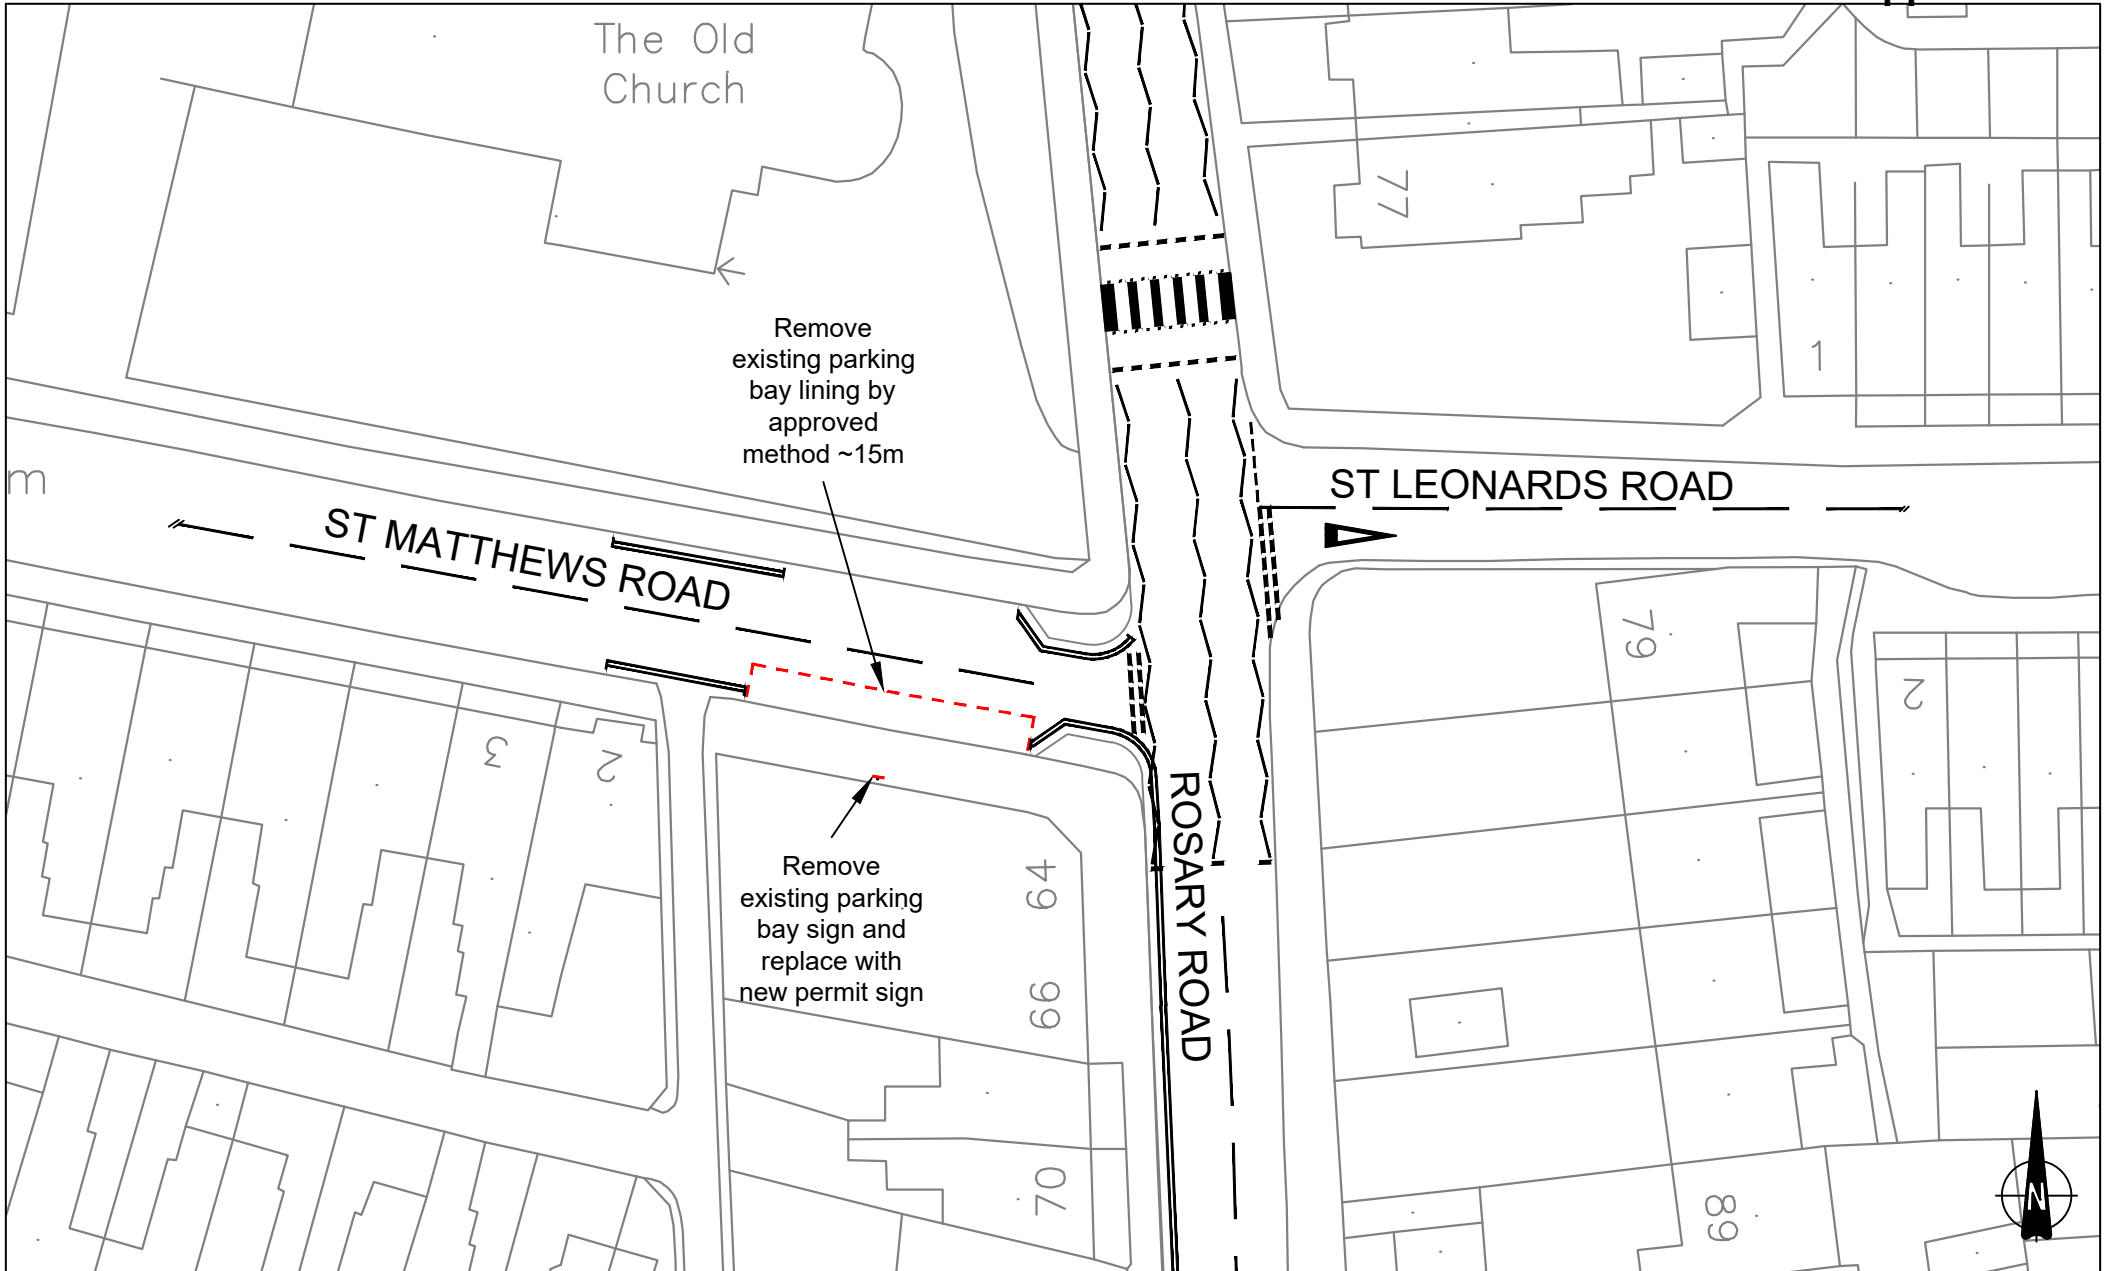 The Old
Church
77
1
Remove
existing parking
bay lining by
approved
method ~15m
m
ST LEONARDS ROAD
ST MATTHEWS ROAD
79
2
3
2
Remove
existing parking
bay sign and
replace with
new permit sign
64
66
ROSARY ROAD
70
89
N